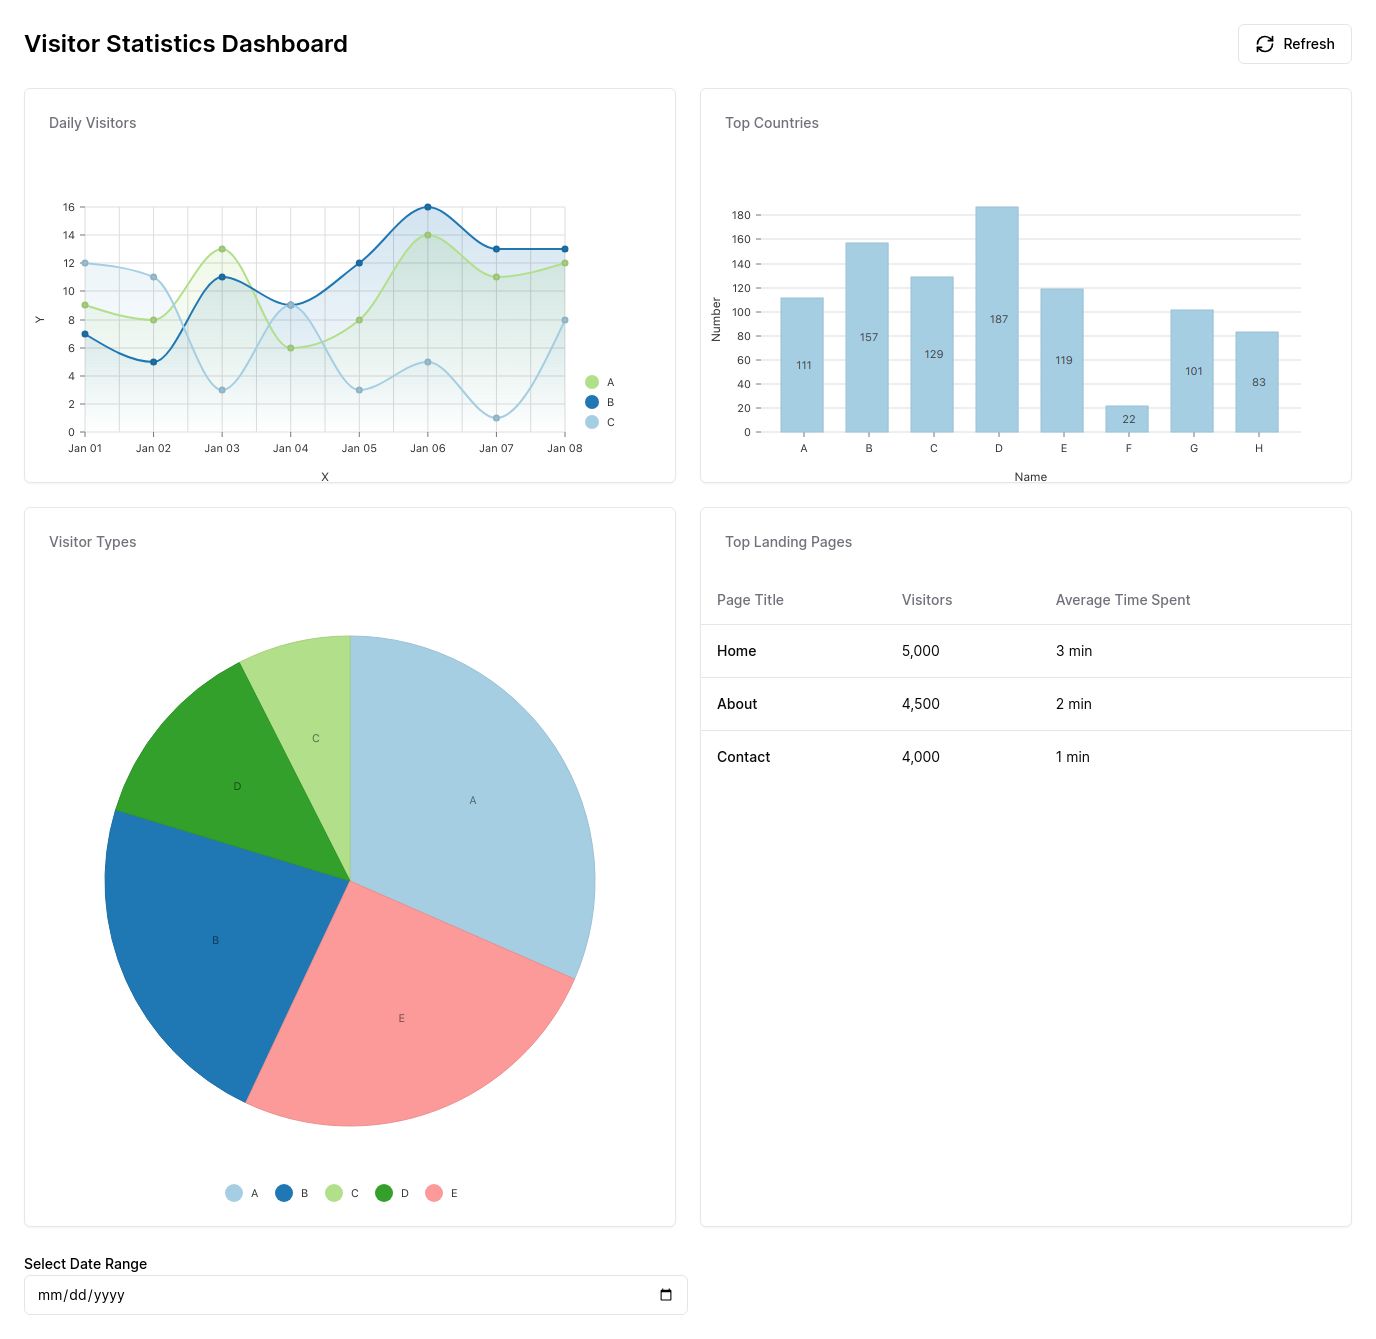 Visitor Statistics Dashboard
Refresh
Daily Visitors
16
14
12
10
8
6
4
2
0
Y
Jan 01 Jan 02 Jan 03 Jan 04 Jan 05 Jan 06 Jan 07 Jan 08
X
A
B
C
Top Countries
180
160
140
120
100
80
60
40
20
0
Number
111 157 129 187 119 22 101 83
A B C D E F G H
Name
Visitor Types
C
A
D
B
E
A B C D E
Top Landing Pages
Page Title Visitors Average Time Spent
Home 5,000 3 min
About 4,500 2 min
Contact 4,000 1 min
Select Date Range
mm/dd/yyyy